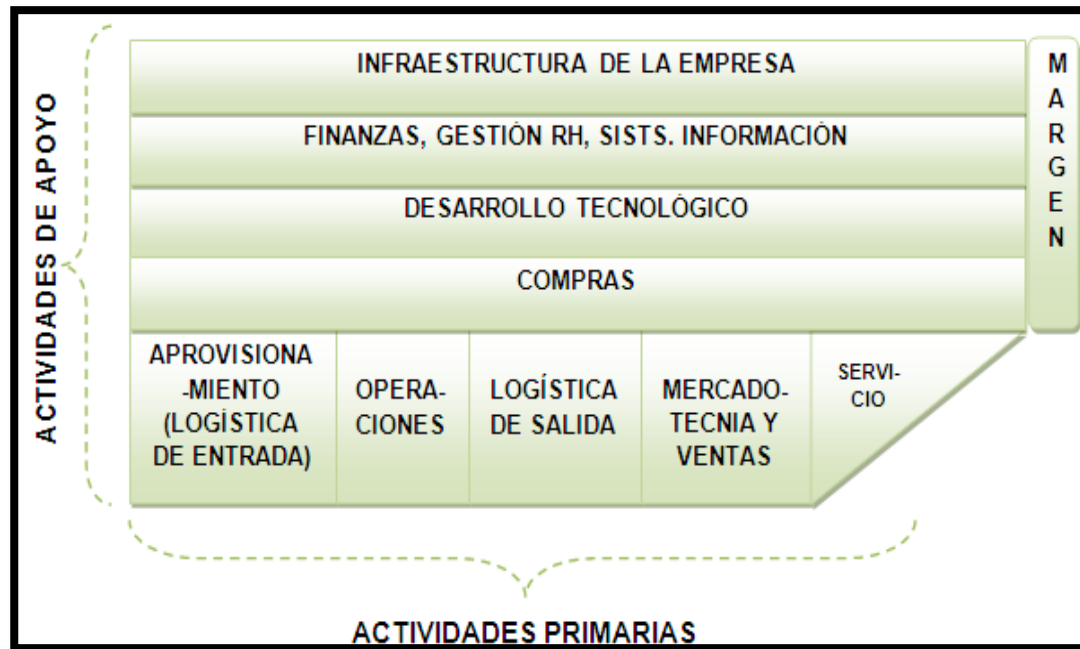 ACTIVIDADES DE APOYO
INFRAESTRUCTURA DE LA EMPRESA
FINANZAS, GESTIÓN RH, SISTS. INFORMACIÓN
DESARROLLO TECNOLÓGICO
COMPRAS
MARGEN
APROVISIONA
-MIENTO
(LOGÍSTICA
DE ENTRADA)
OPERA-
CIONES
LOGÍSTICA
DE SALIDA
MERCADO-
TECNIA Y
VENTAS
SERVI-
CIO
ACTIVIDADES PRIMARIAS